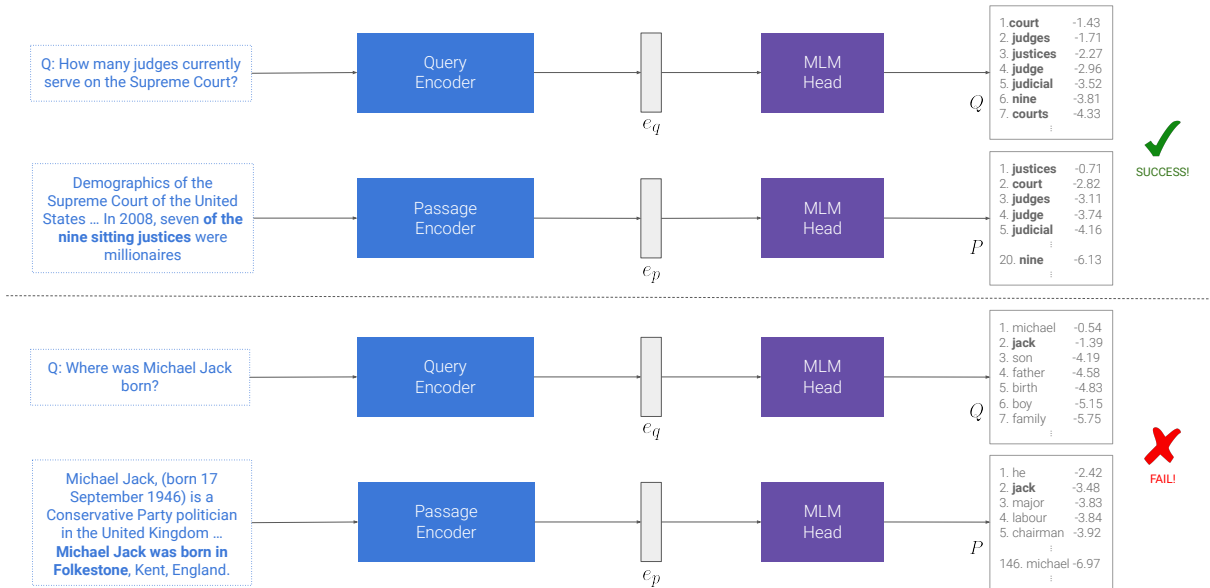 Q: How many judges currently
serve on the Supreme Court?
Query
Encoder
e_q
MLM
Head
Q
1.court -1.43
2. judges -1.71
3. justices -2.27
4. judge -2.96
5. judicial -3.52
6. nine -3.81
7. courts -4.33
⋮
Demographics of the
Supreme Court of the United
States … In 2008, seven of the
nine sitting justices were
millionaires
Passage
Encoder
e_p
MLM
Head
P
1. justices -0.71
2. court -2.82
3. judges -3.11
4. judge -3.74
5. judicial -4.16
⋮
20. nine -6.13
⋮
✓
SUCCESS!
Q: Where was Michael Jack
born?
Query
Encoder
e_q
MLM
Head
Q
1. michael -0.54
2. jack -1.39
3. son -4.19
4. father -4.58
5. birth -4.83
6. boy -5.15
7. family -5.75
⋮
Michael Jack, (born 17
September 1946) is a
Conservative Party politician
in the United Kingdom …
Michael Jack was born in
Folkestone, Kent, England.
Passage
Encoder
e_p
MLM
Head
P
1. he -2.42
2. jack -3.48
3. major -3.83
4. labour -3.84
5. chairman -3.92
⋮
146. michael -6.97
⋮
✗
FAIL!